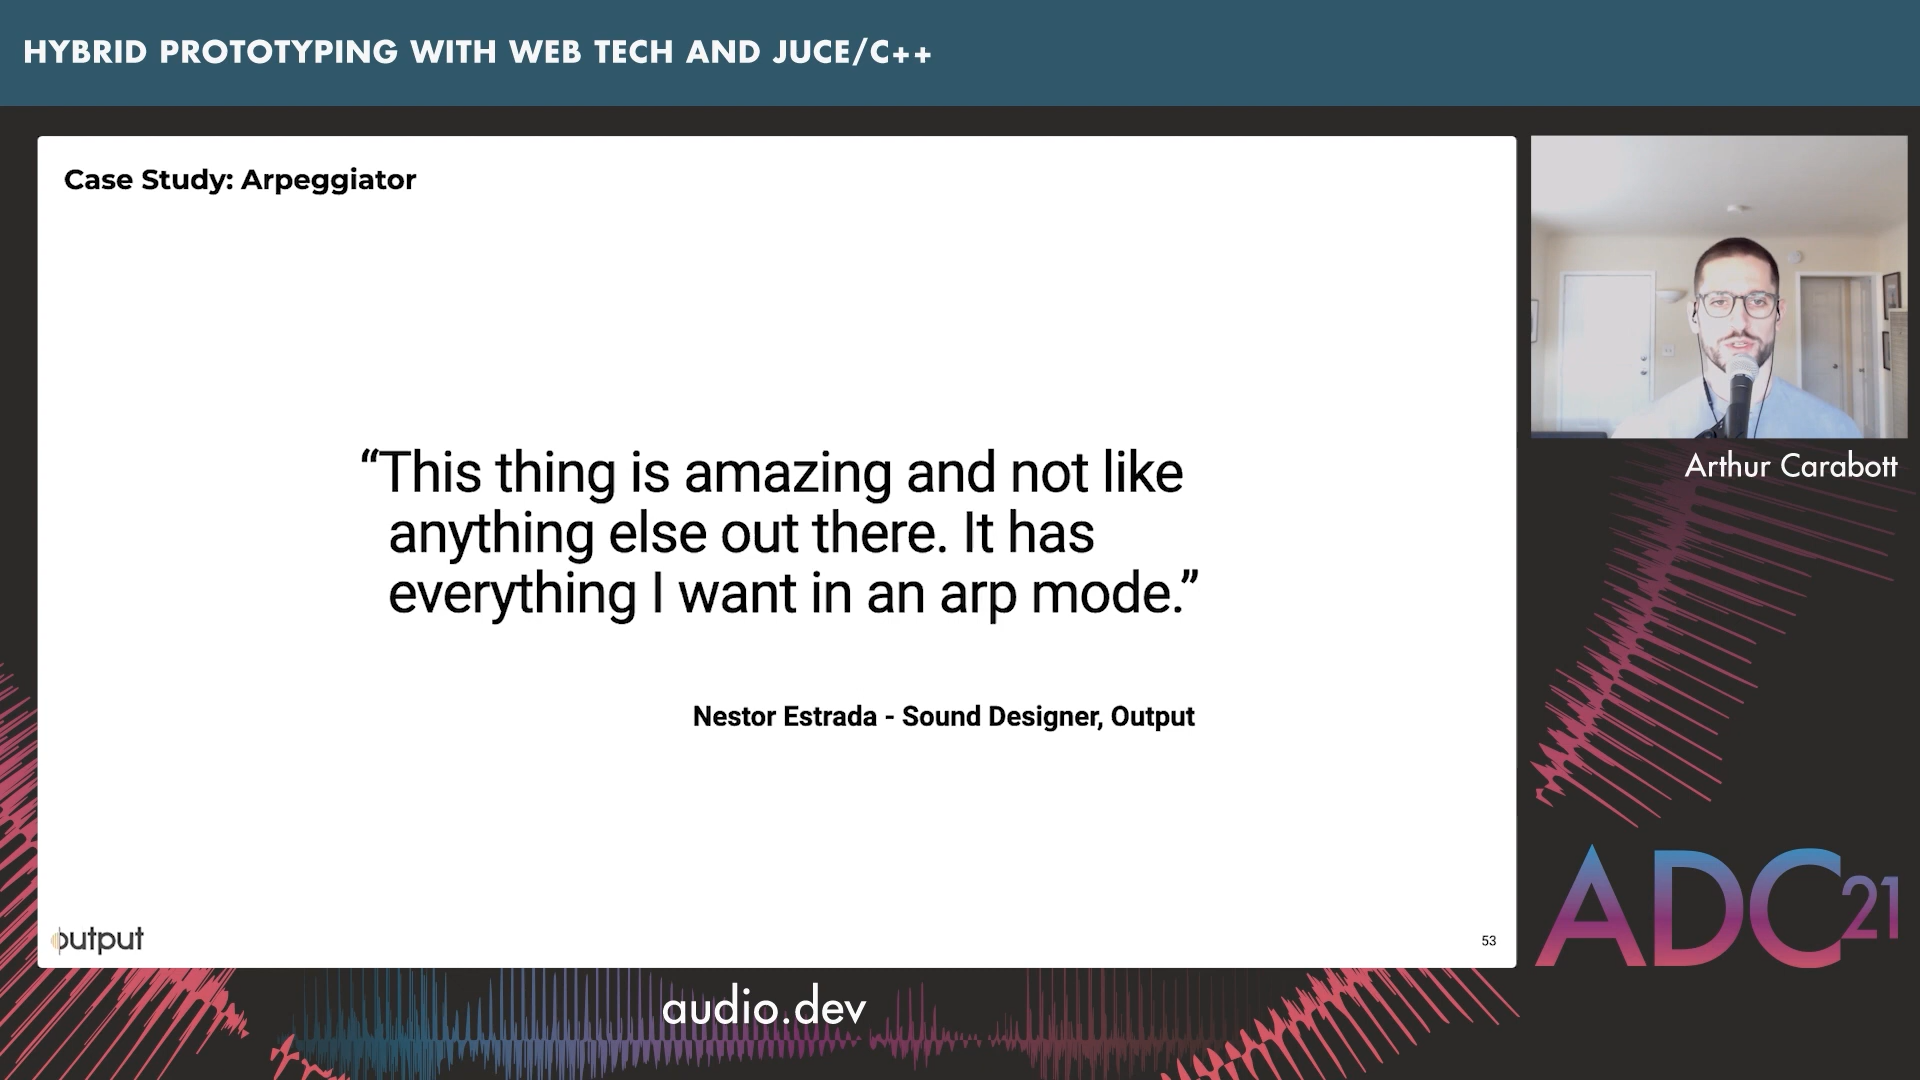 HYBRID PROTOTYPING WITH WEB TECH AND JUCE/C++
Case Study: Arpeggiator
“This thing is amazing and not like
anything else out there. It has
everything I want in an arp mode.”
Nestor Estrada - Sound Designer, Output
output
53
Arthur Carabott
ADC21
audio.dev